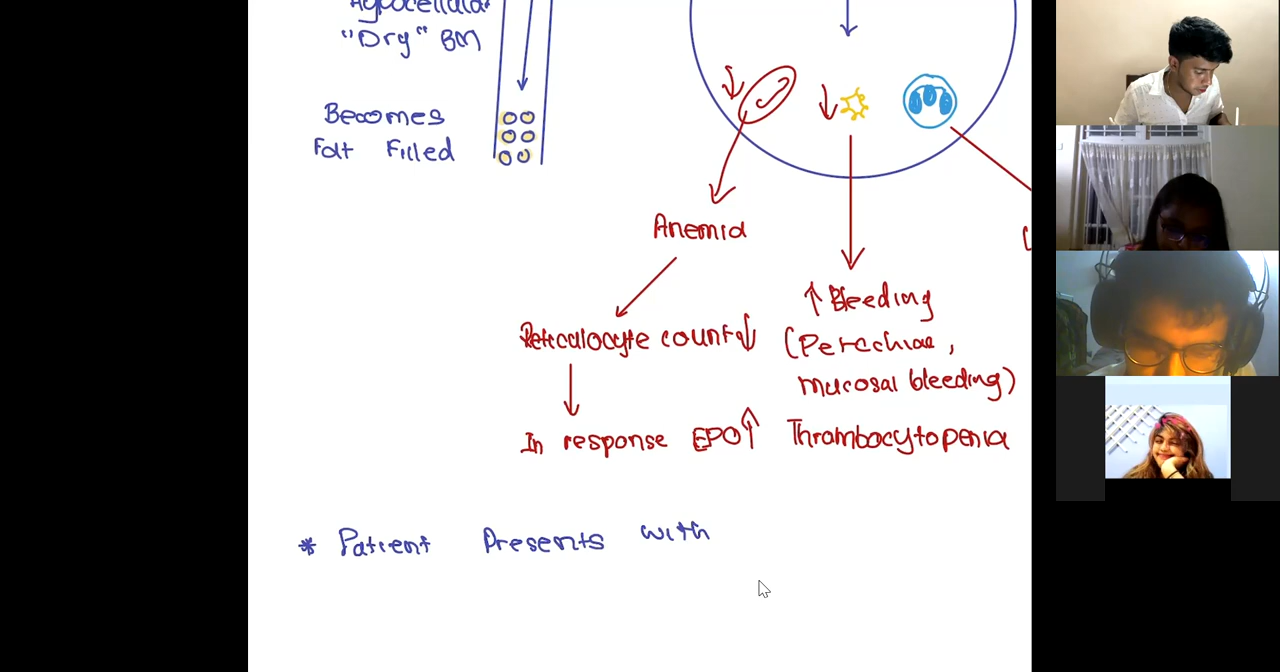 Hypocellular
"Dry" BM
Becomes
Fat Filled
Anemia
Reticulocyte count↓
In response EPO↑
↑ Bleeding
(Petechiae,
mucosal bleeding)
Thrombocytopenia
* Patient Presents with